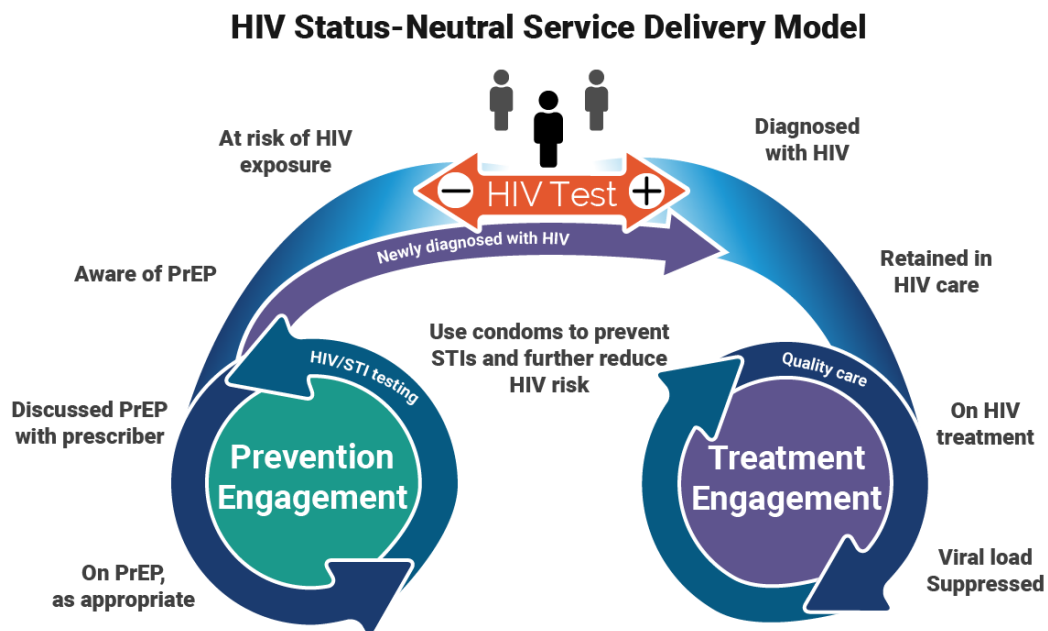 HIV Status-Neutral Service Delivery Model
At risk of HIV
exposure
Diagnosed
with HIV
− HIV Test +
Newly diagnosed with HIV
Aware of PrEP
Retained in
HIV care
Use condoms to prevent
STIs and further reduce
HIV risk
HIV/STI testing
Quality care
Discussed PrEP
with prescriber
On HIV
treatment
Prevention
Engagement
Treatment
Engagement
On PrEP,
as appropriate
Viral load
Suppressed